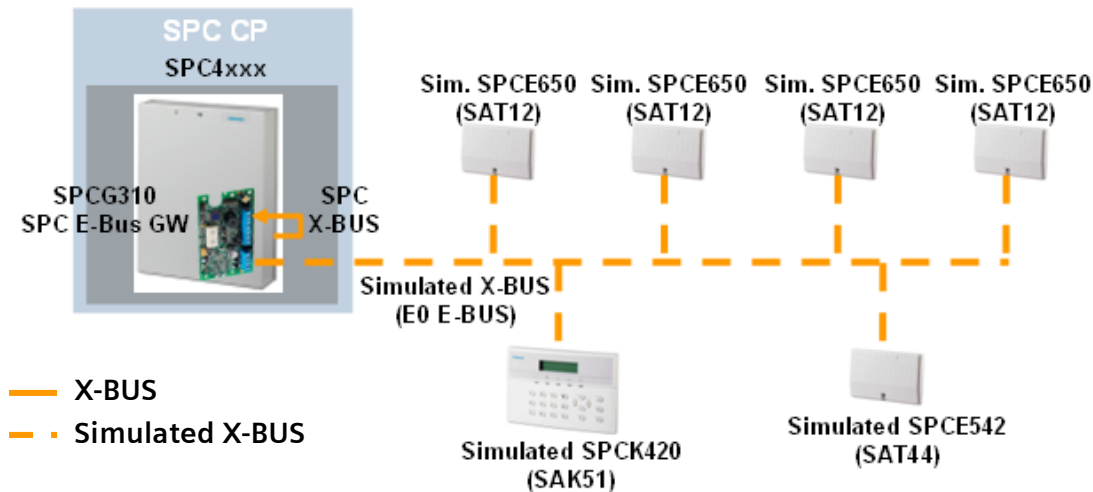 SPC CP
SPC4xxx
Sim. SPCE650 Sim. SPCE650 Sim. SPCE650 Sim. SPCE650
(SAT12) (SAT12) (SAT12) (SAT12)
SPCG310 SPC
SPC E-Bus GW X-BUS
Simulated X-BUS
(E0 E-BUS)
X-BUS
Simulated X-BUS
Simulated SPCK420
(SAK51)
Simulated SPCE542
(SAT44)